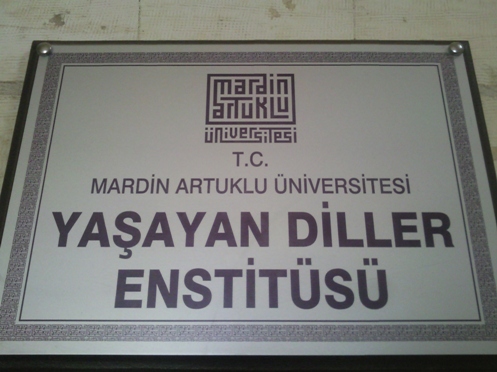 mardin
artuklu
üniversitesi
T.C.
MARDİN ARTUKLU ÜNİVERSİTESİ
YAŞAYAN DİLLER
ENSTİTÜSÜ